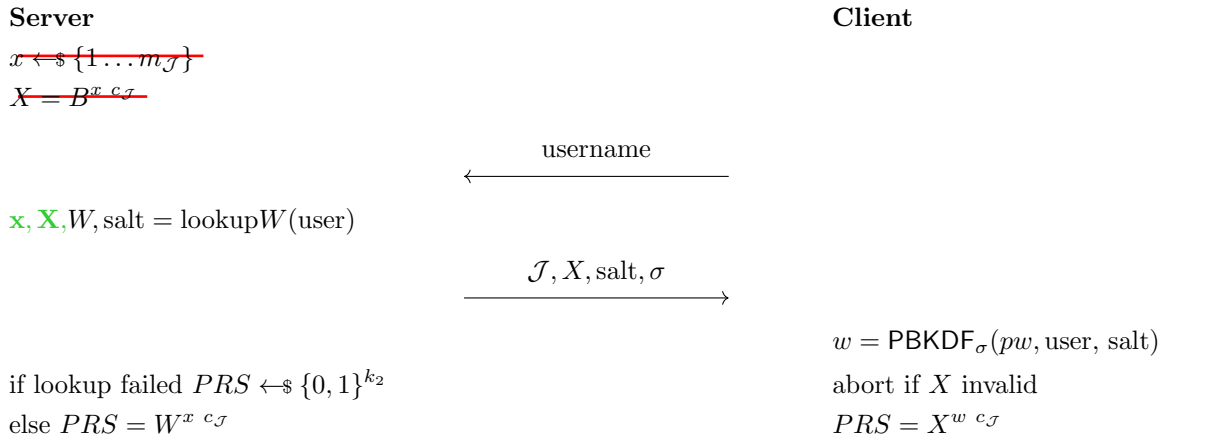 Server Client
x ←$ {1 … m_𝒥}
X = B^{x c_𝒥}
username
x, X, W, salt = lookupW(user)
𝒥, X, salt, σ
w = PBKDF_σ(pw, user, salt)
if lookup failed PRS ←$ {0, 1}^{k_2} abort if X invalid
else PRS = W^{x c_𝒥} PRS = X^{w c_𝒥}